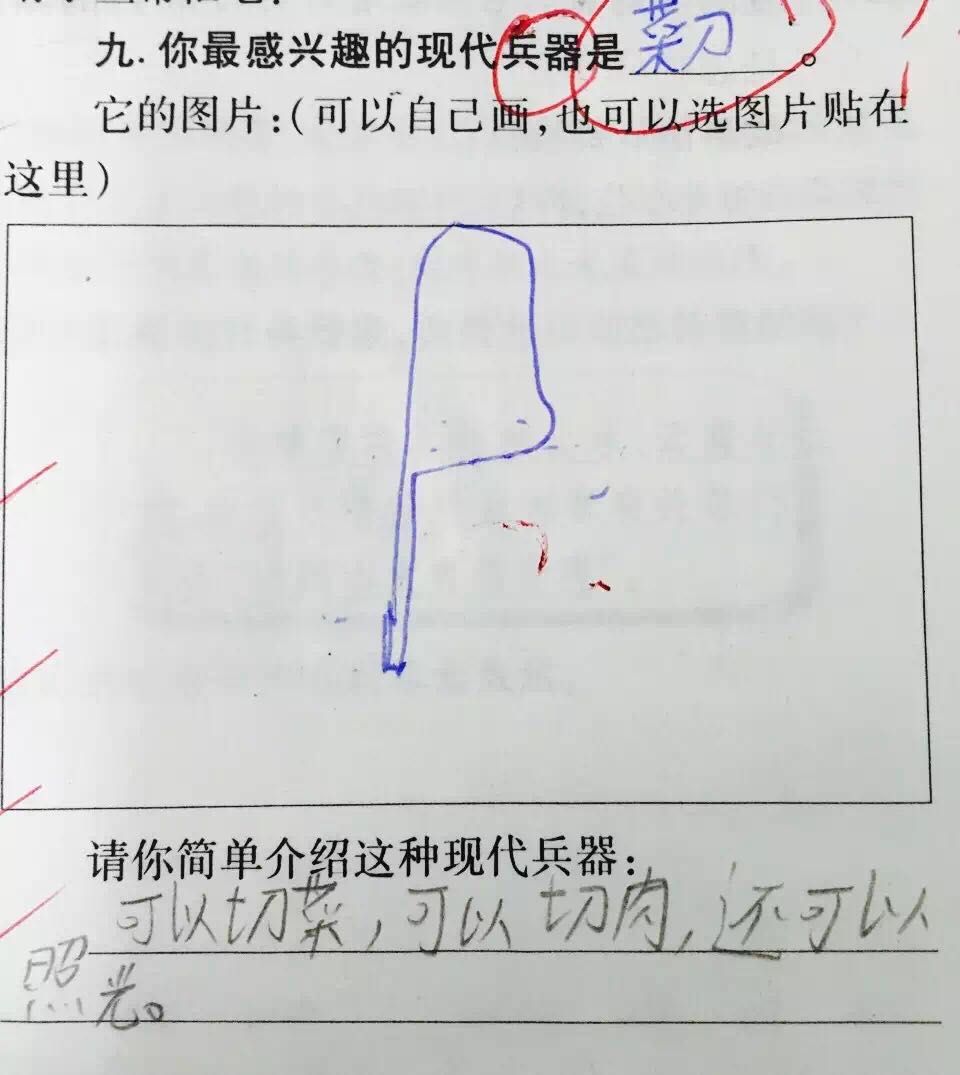 九. 你最感兴趣的现代兵器是 菜刀 。
它的图片:(可以自己画,也可以选图片贴在
这里)
请你简单介绍这种现代兵器:
可以切菜,可以切肉,还可以
照光。